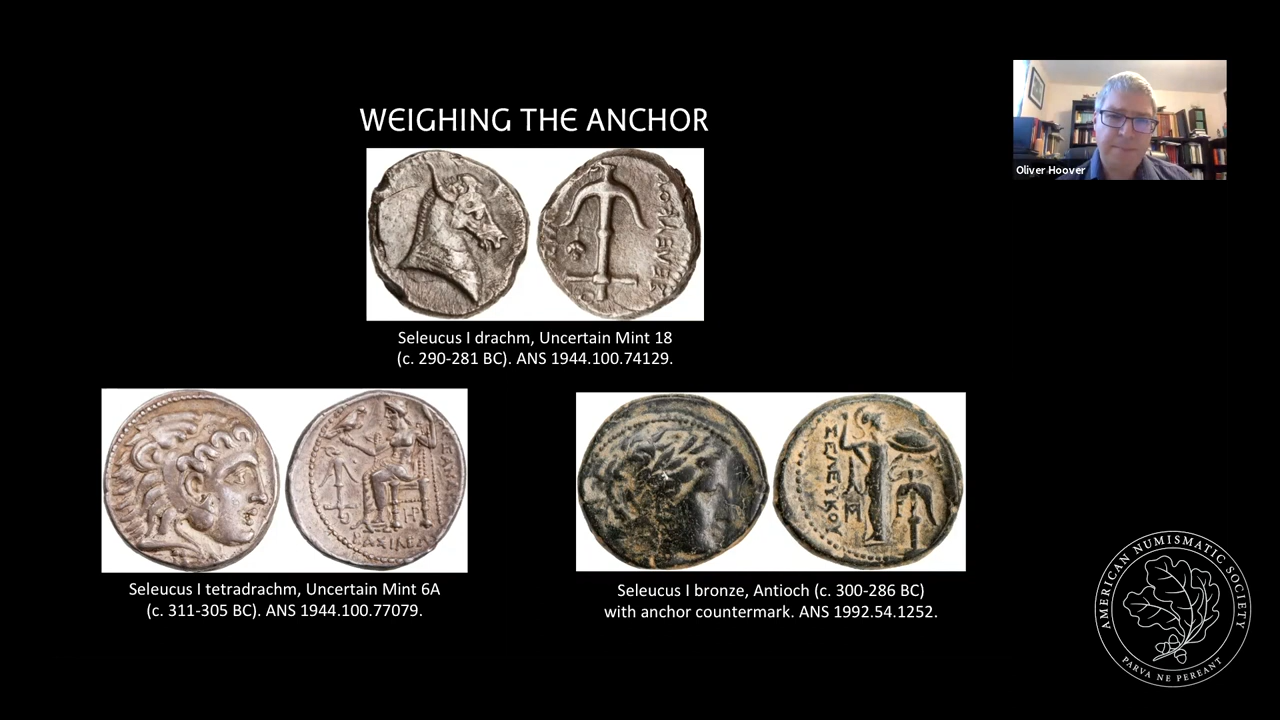 WEIGHING THE ANCHOR
Oliver Hoover
Seleucus I drachm, Uncertain Mint 18
(c. 290-281 BC). ANS 1944.100.74129.
ΣΕΛΕΥΚΟΥ
ΒΑΣΙΛΕΩ
Seleucus I tetradrachm, Uncertain Mint 6A
(c. 311-305 BC). ANS 1944.100.77079.
Seleucus I bronze, Antioch (c. 300-286 BC)
with anchor countermark. ANS 1992.54.1252.
AMERICAN NUMISMATIC SOCIETY
PARVA NE PEREANT